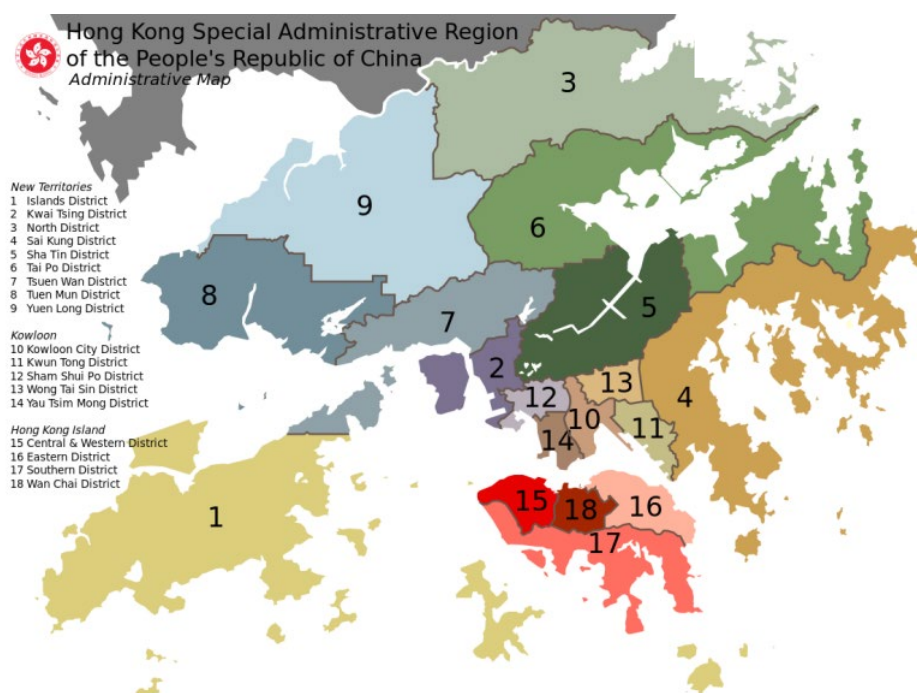 Hong Kong Special Administrative Region
of the People's Republic of China
Administrative Map
New Territories
1 Islands District
2 Kwai Tsing District
3 North District
4 Sai Kung District
5 Sha Tin District
6 Tai Po District
7 Tsuen Wan District
8 Tuen Mun District
9 Yuen Long District
Kowloon
10 Kowloon City District
11 Kwun Tong District
12 Sham Shui Po District
13 Wong Tai Sin District
14 Yau Tsim Mong District
Hong Kong Island
15 Central & Western District
16 Eastern District
17 Southern District
18 Wan Chai District
3
9
6
8
5
7
2
13
4
12
10
11
14
1
15
18
16
17